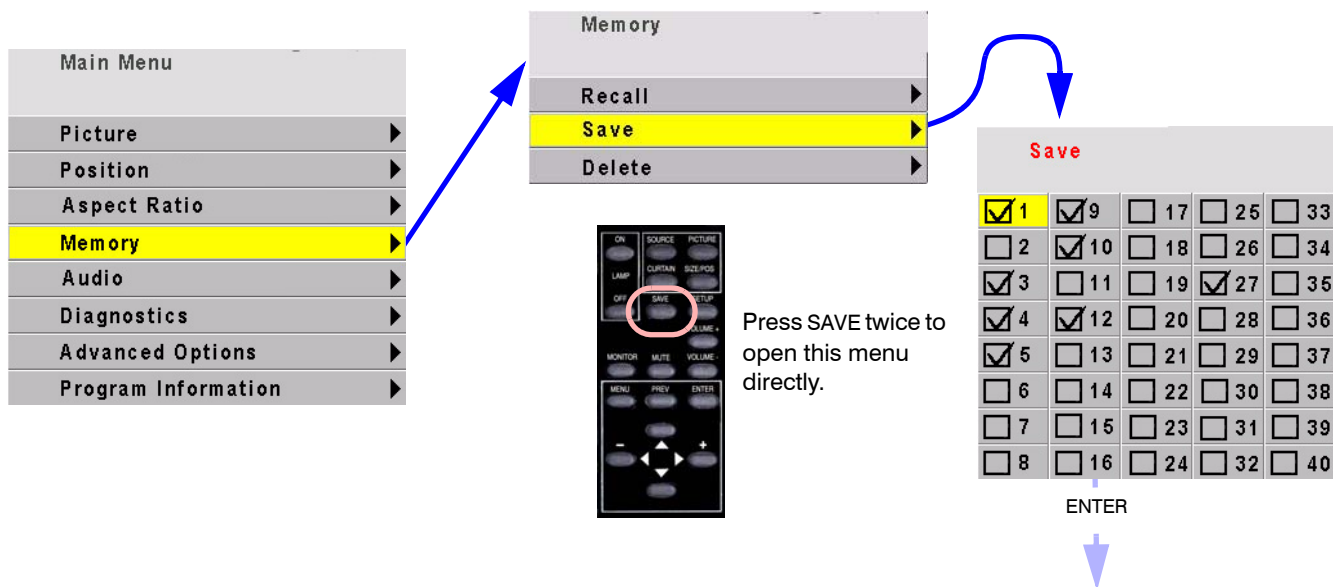 Main Menu
Picture
Position
Aspect Ratio
Memory
Audio
Diagnostics
Advanced Options
Program Information
Memory
Recall
Save
Delete
ON SOURCE PICTURE
LAMP CURTAIN SIZE/POS
OFF SAVE SETUP
VOLUME +
MONITOR MUTE VOLUME -
MENU PREV ENTER
- +
Press SAVE twice to
open this menu
directly.
Save
1 9 17 25 33
2 10 18 26 34
3 11 19 27 35
4 12 20 28 36
5 13 21 29 37
6 14 22 30 38
7 15 23 31 39
8 16 24 32 40
ENTER